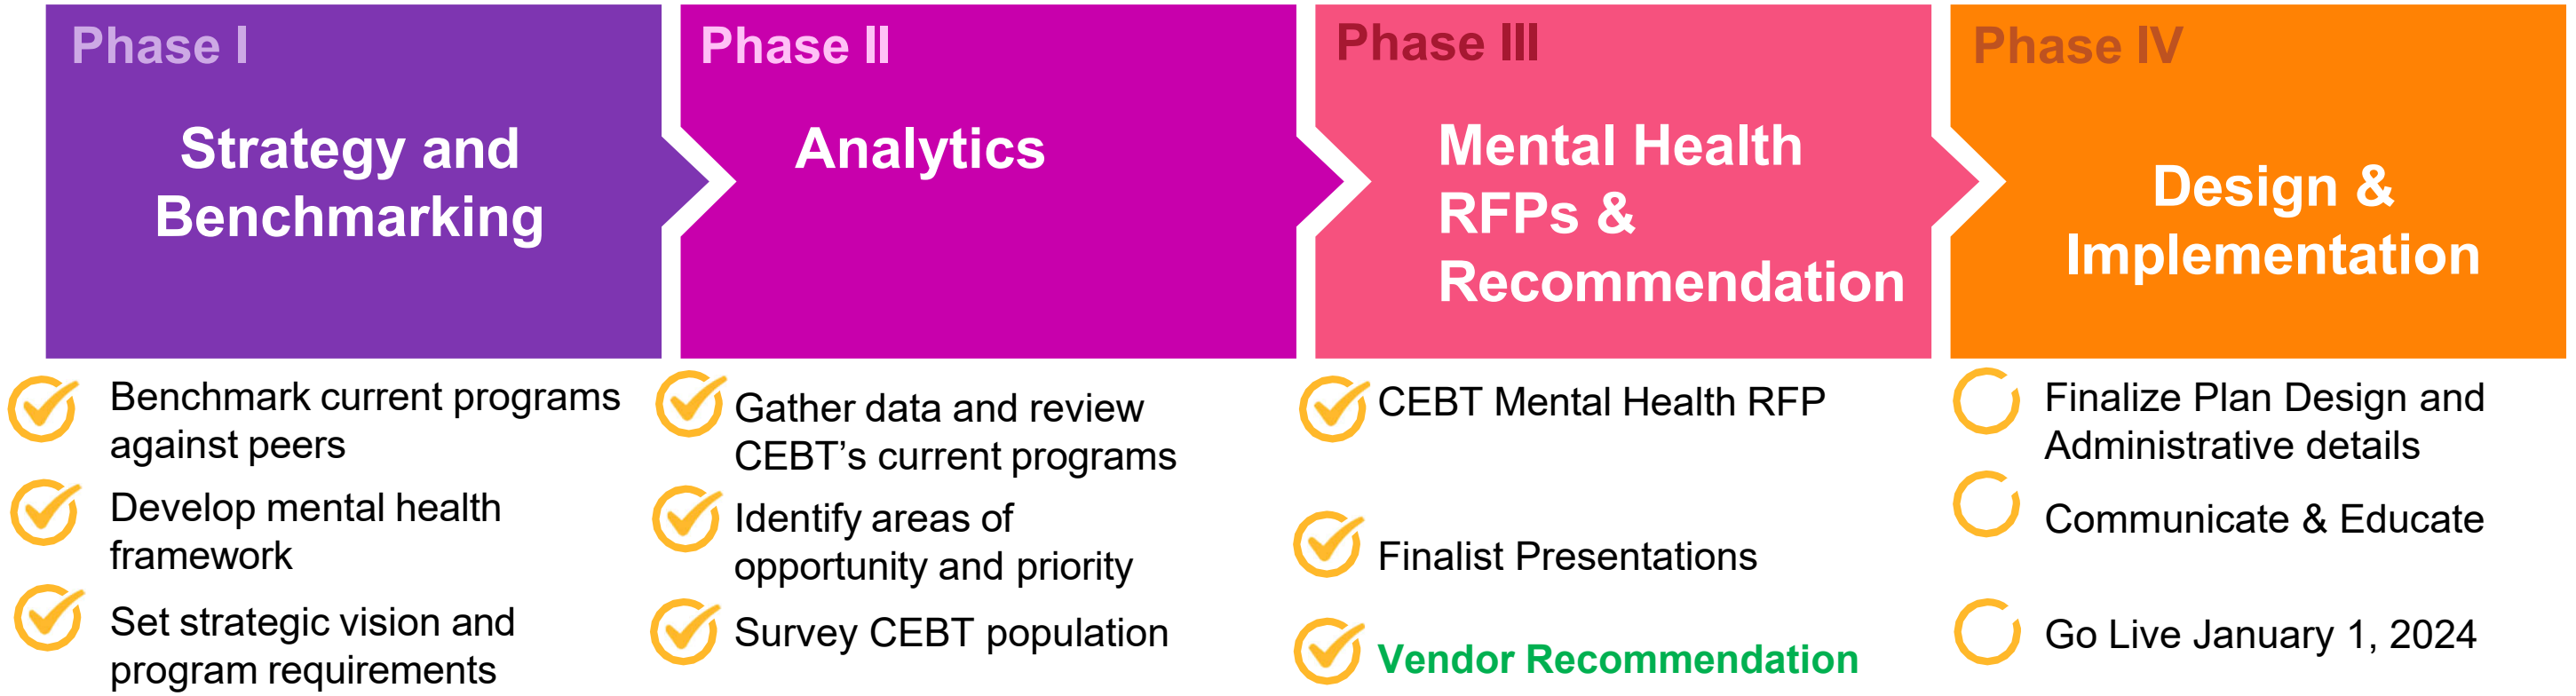 Phase I
Strategy and
Benchmarking
Benchmark current programs
against peers
Develop mental health
framework
Set strategic vision and
program requirements
Phase II
Analytics
Gather data and review
CEBT’s current programs
Identify areas of
opportunity and priority
Survey CEBT population
Phase III
Mental Health
RFPs &
Recommendation
CEBT Mental Health RFP
Finalist Presentations
Vendor Recommendation
Phase IV
Design &
Implementation
Finalize Plan Design and
Administrative details
Communicate & Educate
Go Live January 1, 2024